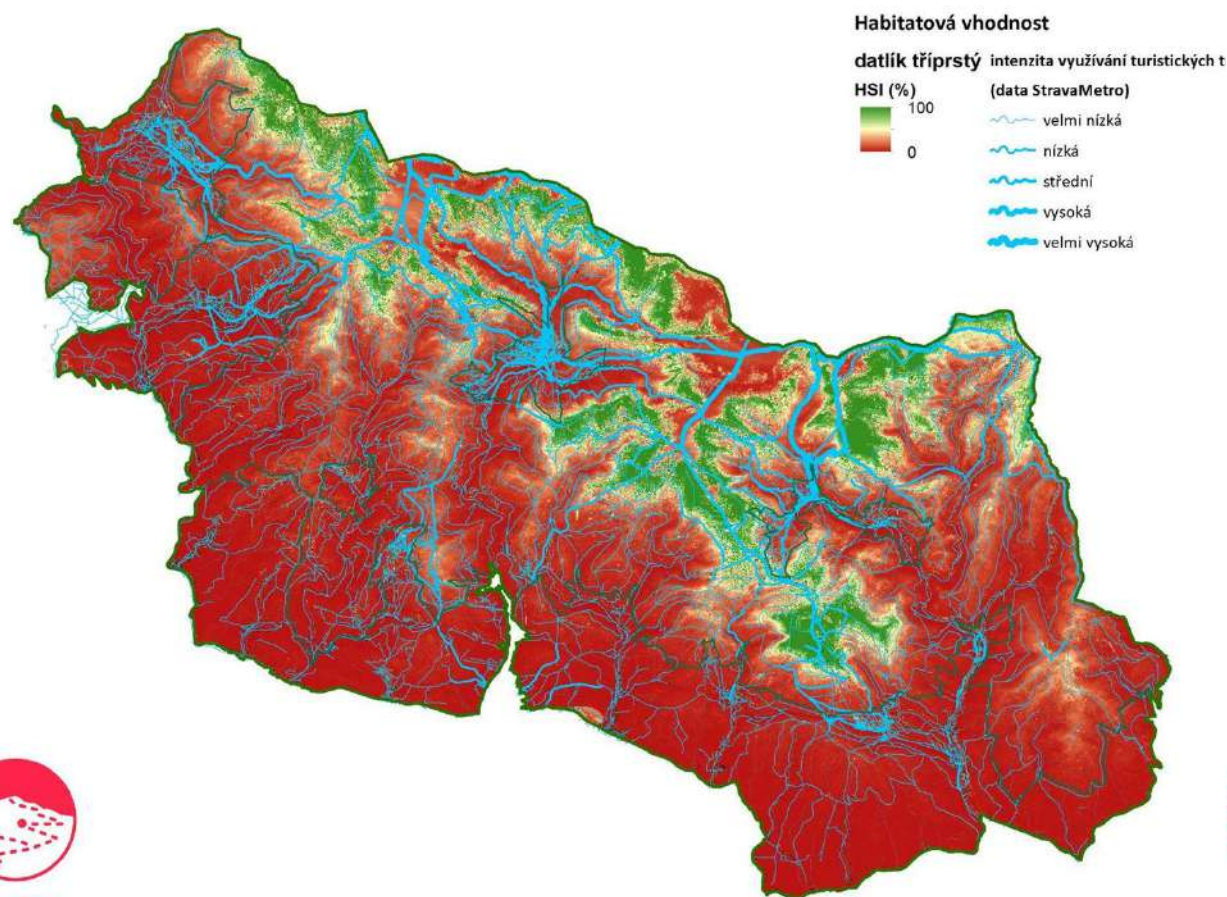 Habitatová vhodnost
datlík tříprstý intenzita využívání turistických t
HSI (%) (data StravaMetro)
100
0
velmi nízká
nízká
střední
vysoká
velmi vysoká